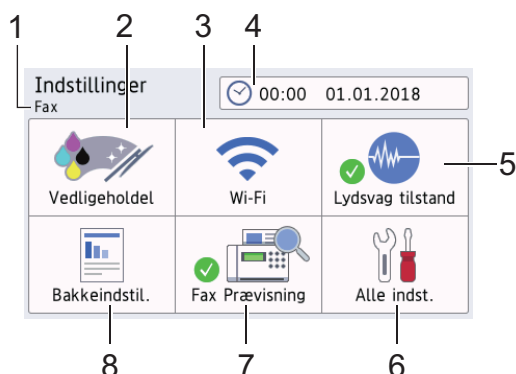 1 2 3 4
Indstillinger
Fax
00:00 01.01.2018
Vedligeholdel Wi-Fi Lydsvag tilstand
5
Bakkeindstil. Fax Prævisning Alle indst.
8 7 6